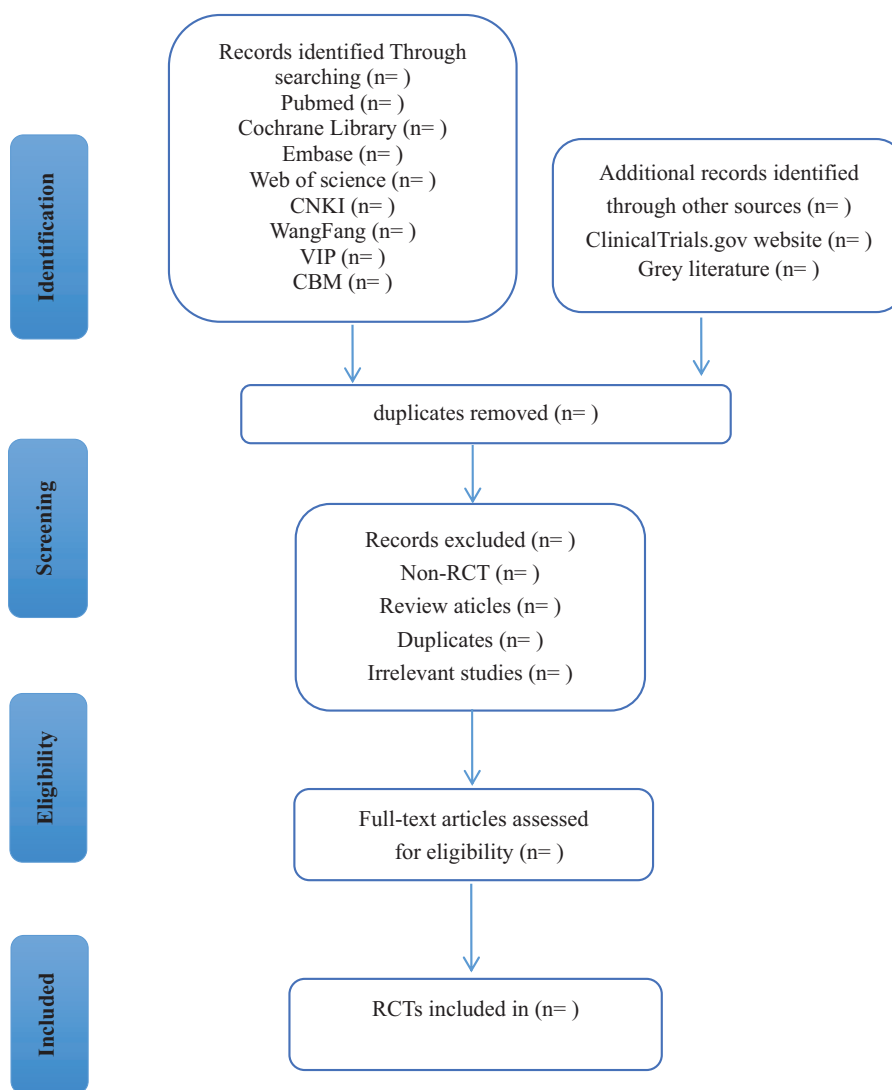 Identification
Records identified Through
searching (n= )
Pubmed (n= )
Cochrane Library (n= )
Embase (n= )
Web of science (n= )
CNKI (n= )
WangFang (n= )
VIP (n= )
CBM (n= )
Additional records identified
through other sources (n= )
ClinicalTrials.gov website (n= )
Grey literature (n= )
duplicates removed (n= )
Screening
Records excluded (n= )
Non-RCT (n= )
Review aticles (n= )
Duplicates (n= )
Irrelevant studies (n= )
Eligibility
Full-text articles assessed
for eligibility (n= )
Included
RCTs included in (n= )